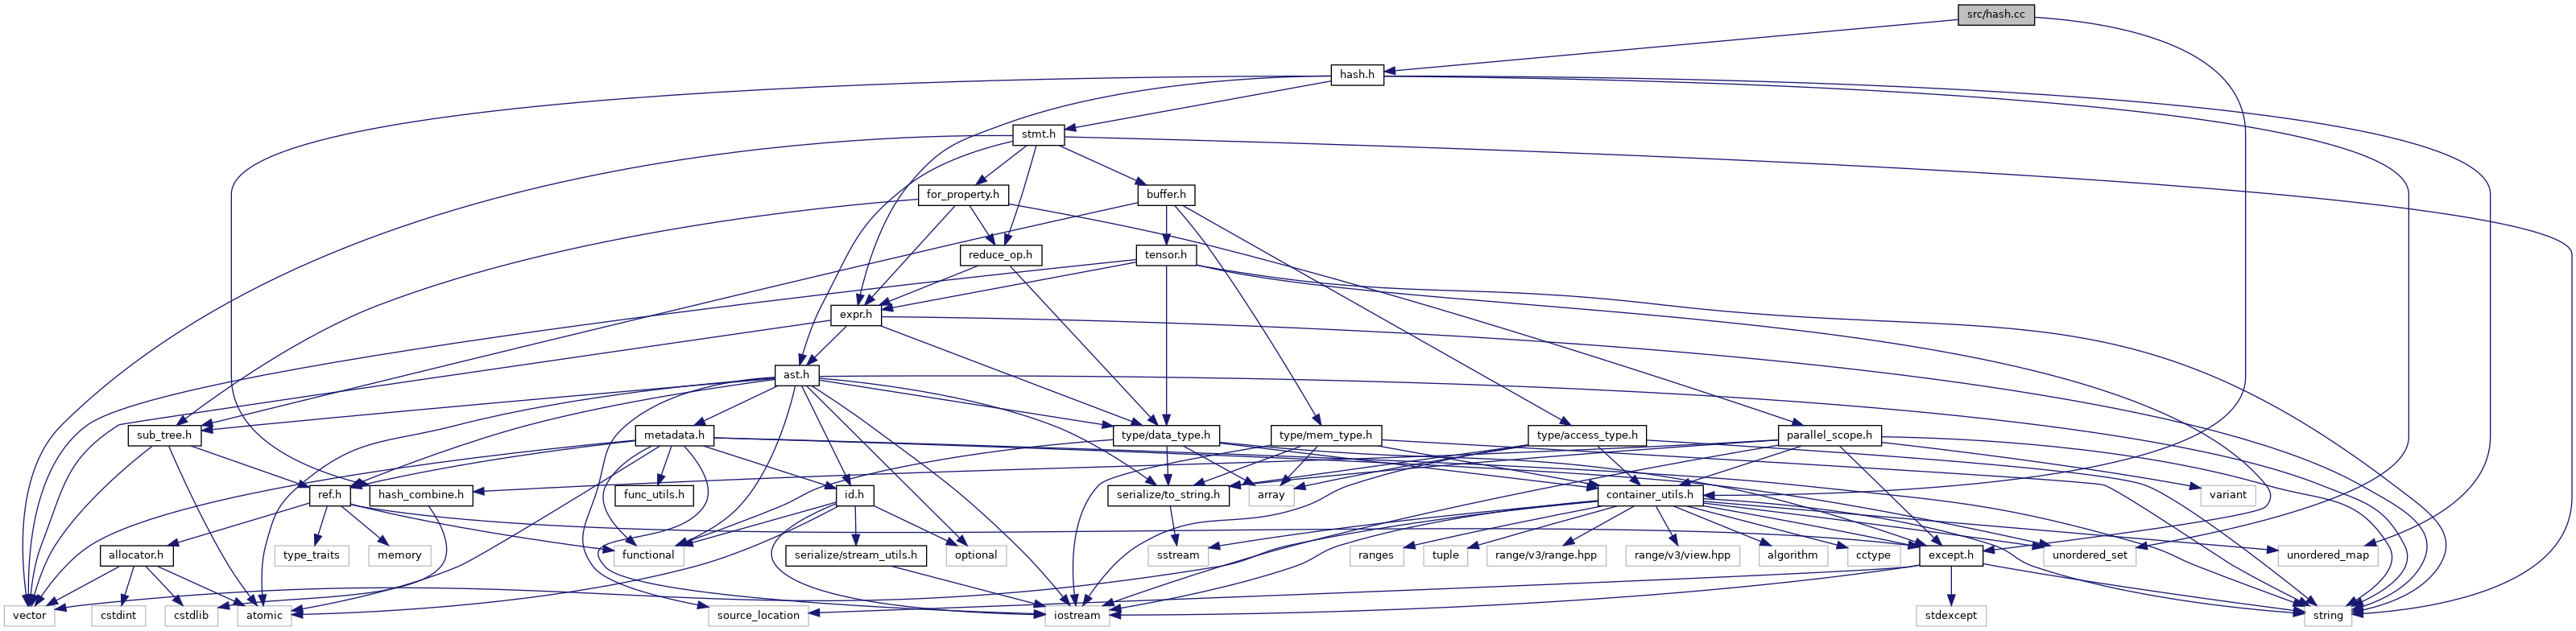 src/hash.cc
hash.h
stmt.h
for_property.h
buffer.h
reduce_op.h
tensor.h
expr.h
ast.h
sub_tree.h
metadata.h
type/data_type.h
type/mem_type.h
type/access_type.h
parallel_scope.h
ref.h
hash_combine.h
func_utils.h
id.h
serialize/to_string.h
array
container_utils.h
variant
allocator.h
type_traits
memory
functional
serialize/stream_utils.h
optional
sstream
ranges
tuple
range/v3/range.hpp
range/v3/view.hpp
algorithm
cctype
except.h
unordered_set
unordered_map
vector
cstdint
cstdlib
atomic
source_location
iostream
stdexcept
string